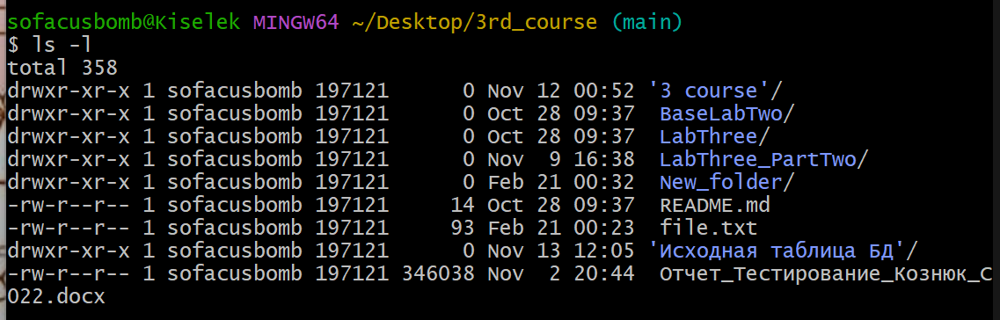 sofacusbomb@Kiselek MINGW64 ~/Desktop/3rd_course (main)
$ ls -l
total 358
drwxr-xr-x 1 sofacusbomb 197121      0 Nov 12 00:52 '3 course'/
drwxr-xr-x 1 sofacusbomb 197121      0 Oct 28 09:37  BaseLabTwo/
drwxr-xr-x 1 sofacusbomb 197121      0 Oct 28 09:37  LabThree/
drwxr-xr-x 1 sofacusbomb 197121      0 Nov  9 16:38  LabThree_PartTwo/
drwxr-xr-x 1 sofacusbomb 197121      0 Feb 21 00:32  New_folder/
-rw-r--r-- 1 sofacusbomb 197121     14 Oct 28 09:37  README.md
-rw-r--r-- 1 sofacusbomb 197121     93 Feb 21 00:23  file.txt
drwxr-xr-x 1 sofacusbomb 197121      0 Nov 13 12:05 'Исходная таблица БД'/
-rw-r--r-- 1 sofacusbomb 197121 346038 Nov  2 20:44  Отчет_Тестирование_Кознюк_С
022.docx